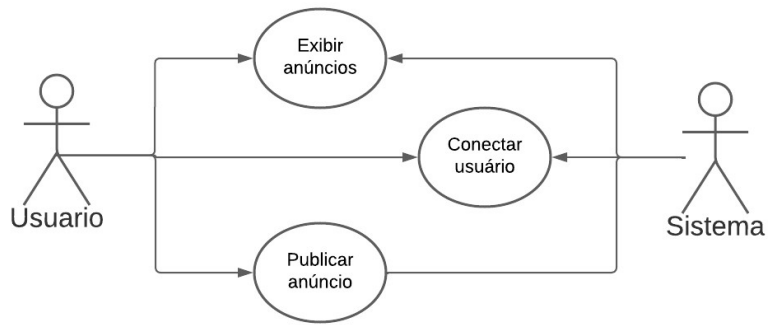 Exibir
anúncios
Conectar
usuário
Usuario
Sistema
Publicar
anúncio